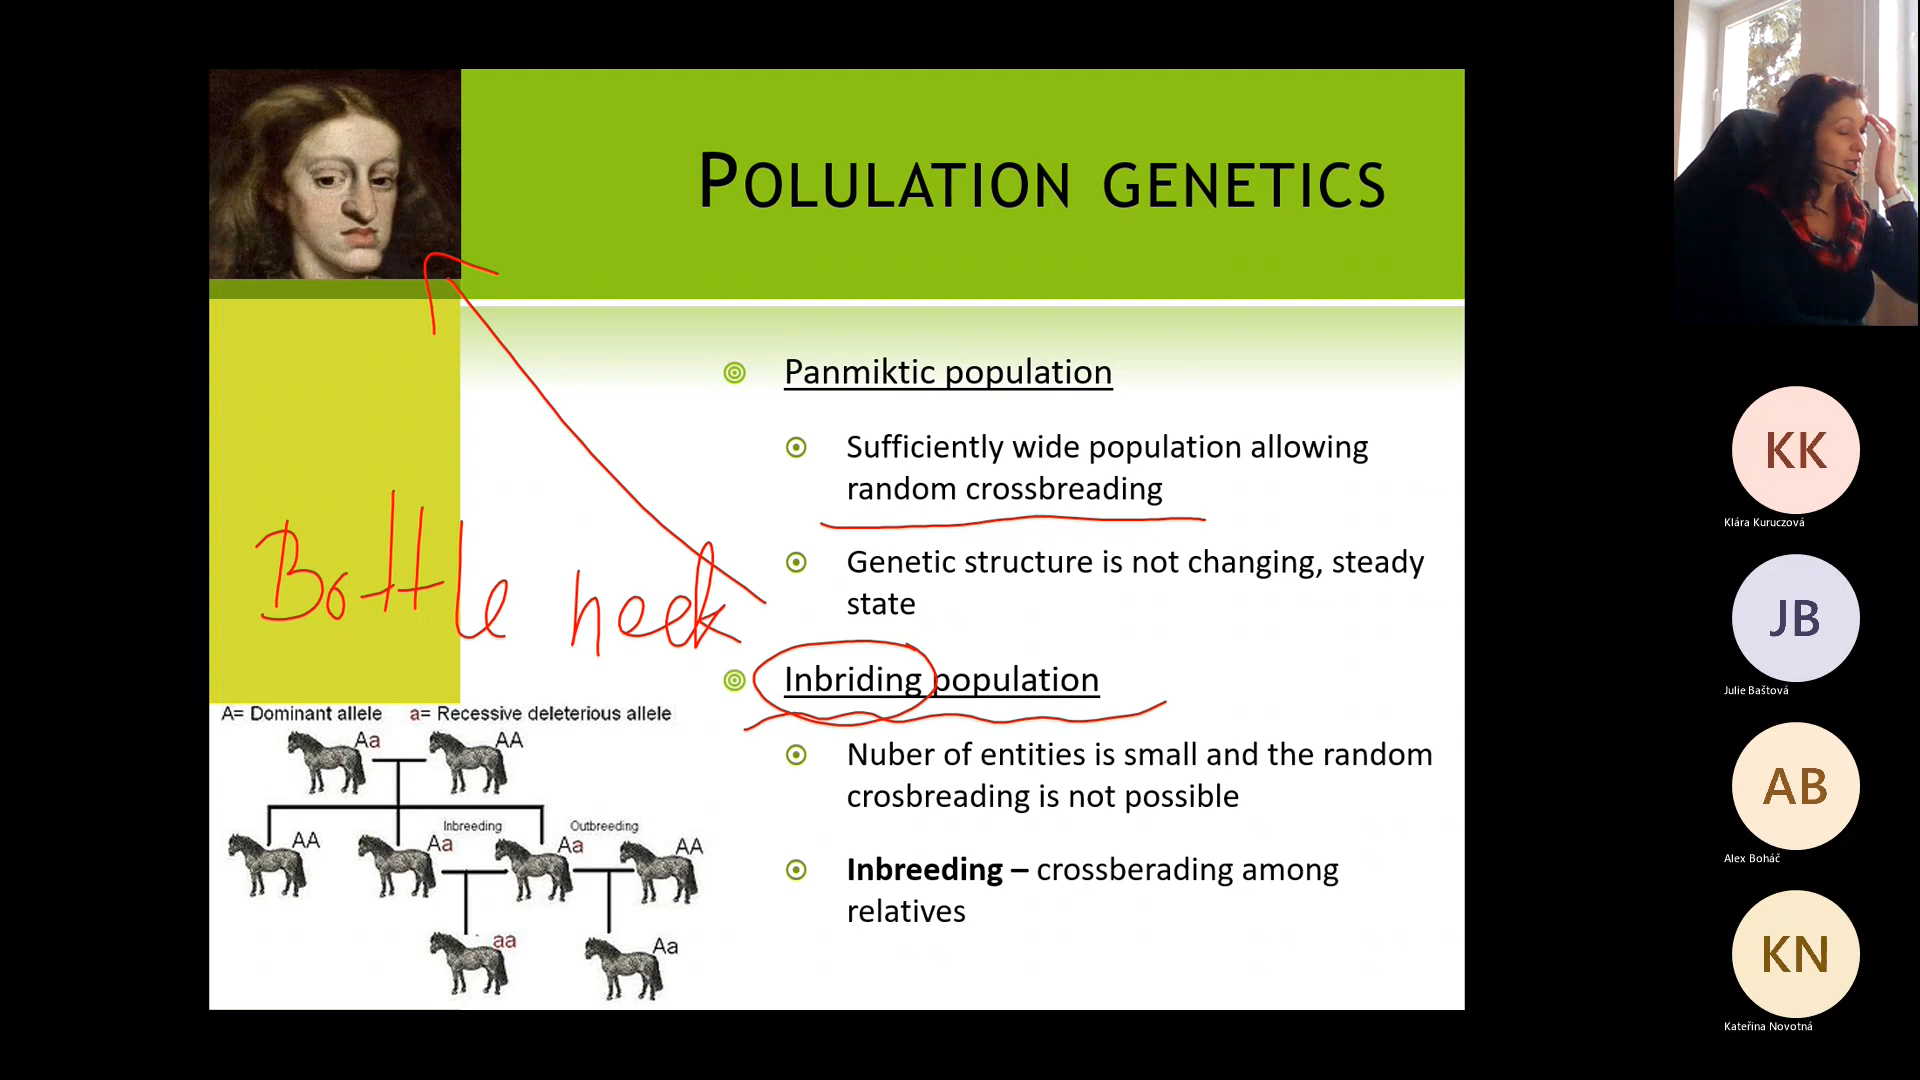 POLULATION GENETICS
Panmiktic population
Sufficiently wide population allowing
random crossbreading
Genetic structure is not changing, steady
state
Bottle neck
Inbriding population
Nuber of entities is small and the random
crosbreading is not possible
Inbreeding – crossberading among
relatives
A= Dominant allele a= Recessive deleterious allele
Aa AA
Inbreeding Outbreeding
AA Aa Aa AA
aa Aa
KK
Klára Kuruczová
JB
Julie Baštová
AB
Alex Boháč
KN
Kateřina Novotná